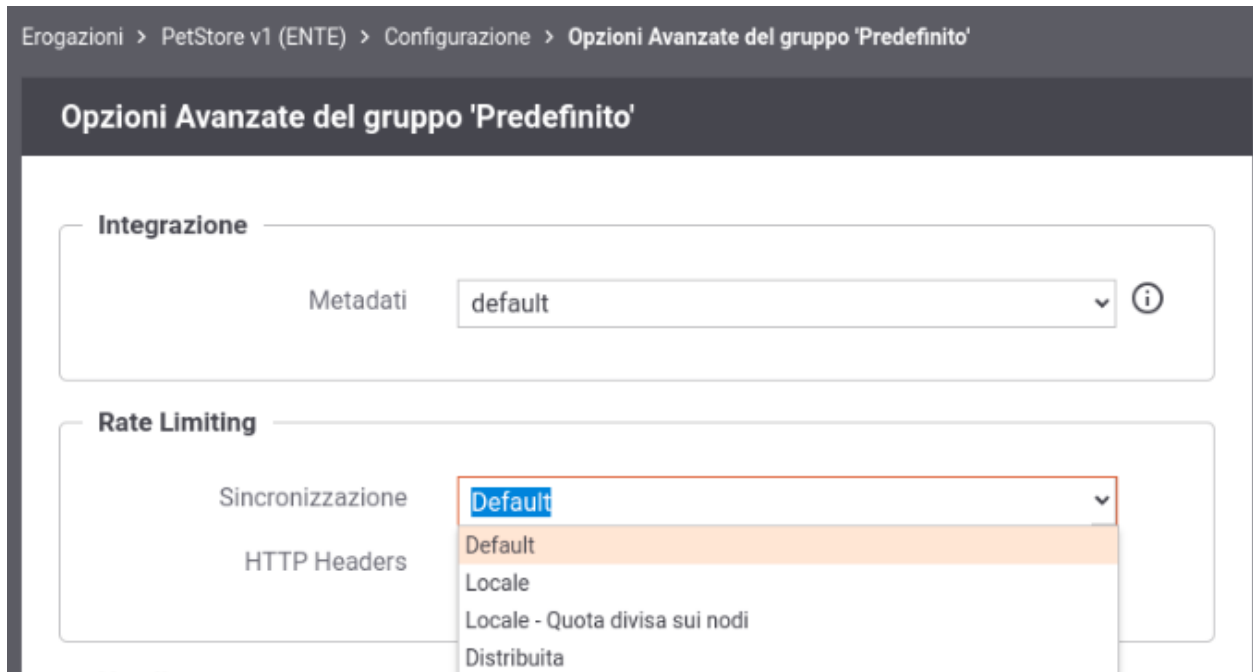 Erogazioni > PetStore v1 (ENTE) > Configurazione > Opzioni Avanzate del gruppo 'Predefinito'
Opzioni Avanzate del gruppo 'Predefinito'
Integrazione
Metadati default
Rate Limiting
Sincronizzazione Default
Default
HTTP Headers
Locale
Locale - Quota divisa sui nodi
Distribuita